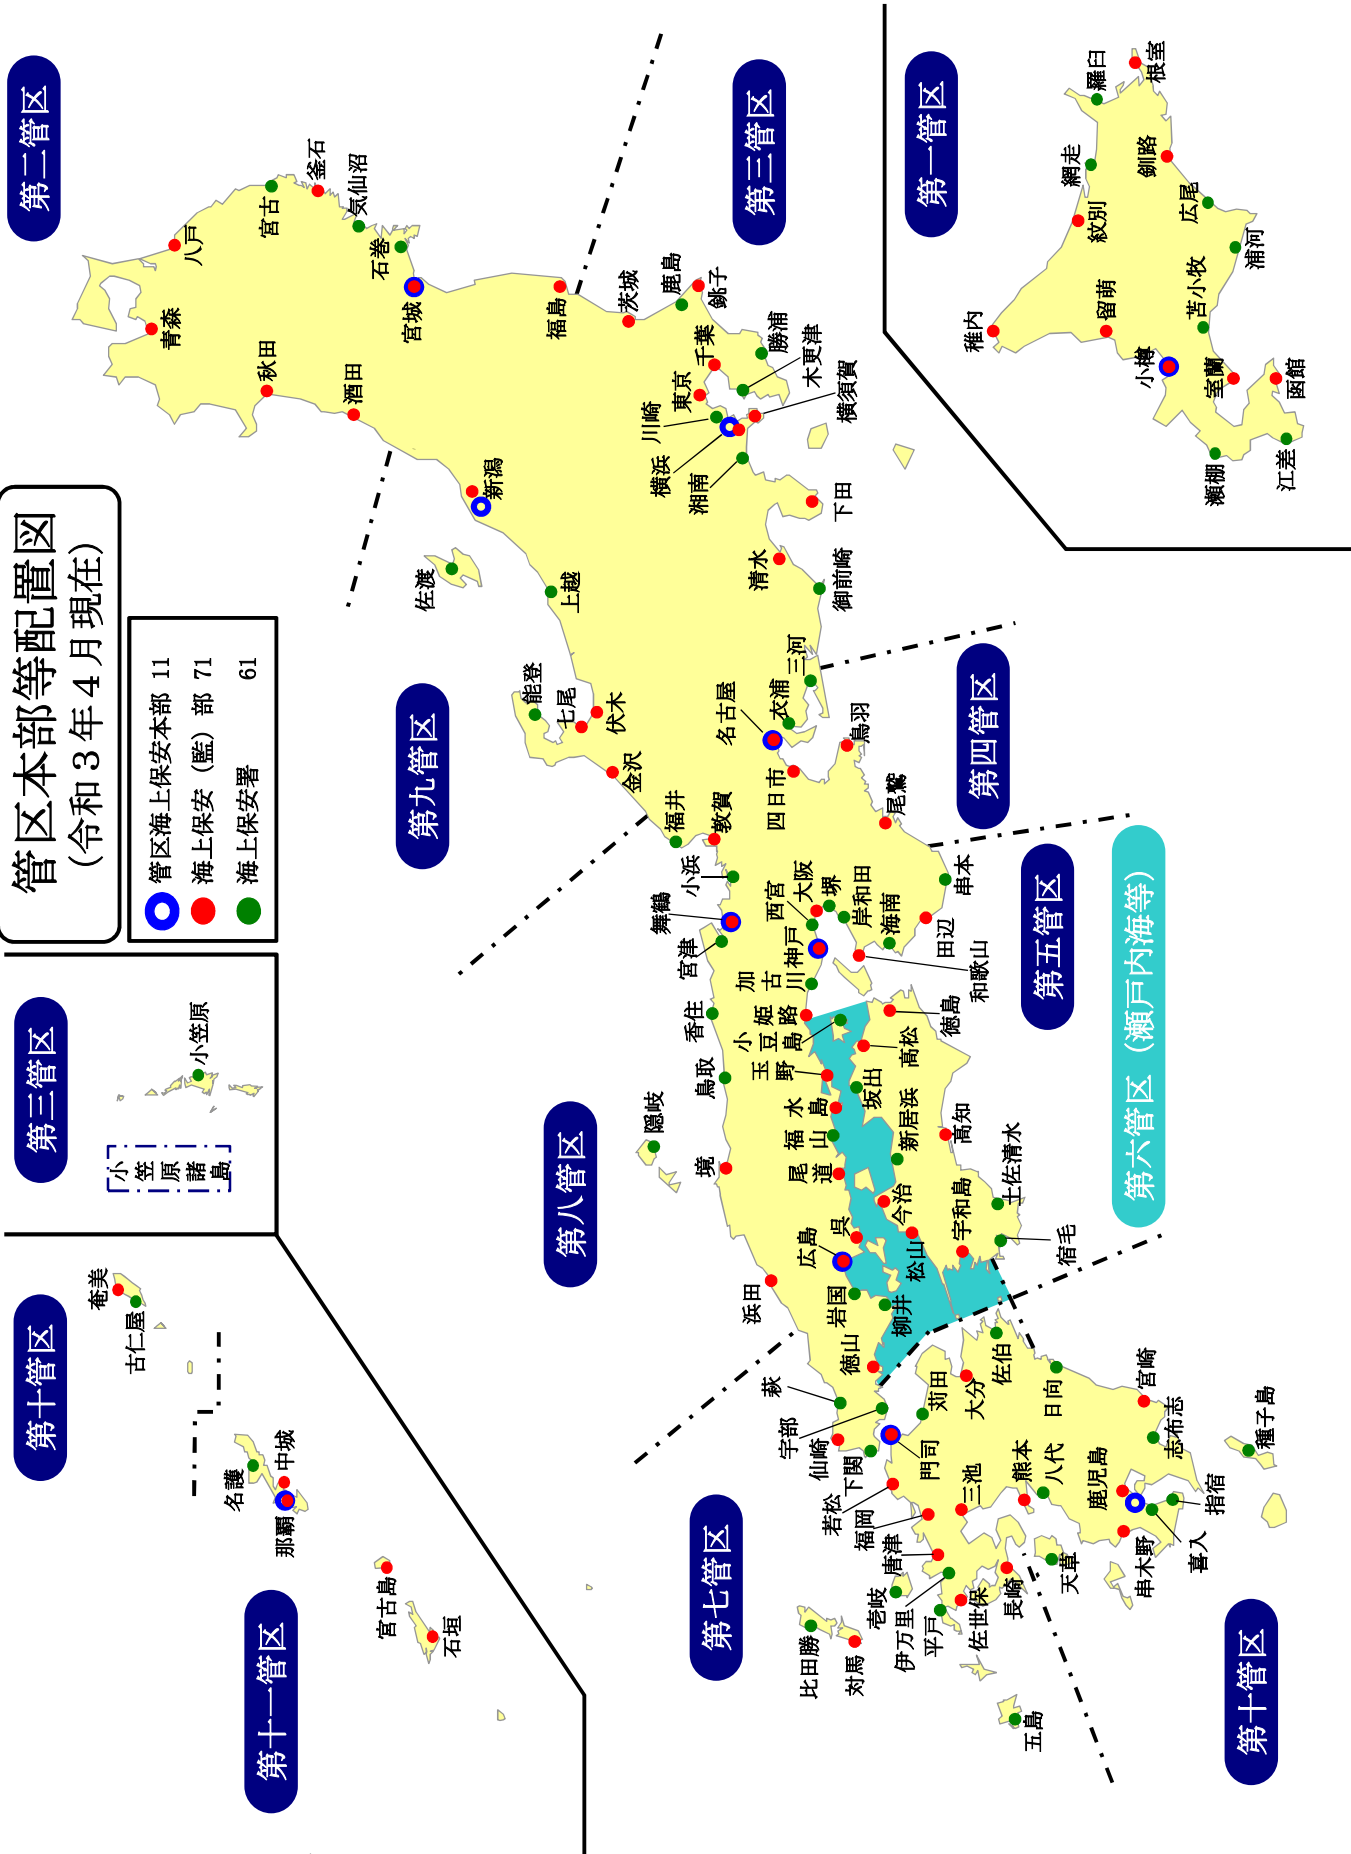 管区本部等配置図
（令和3年4月現在）
管区海上保安本部 11
海上保安（監）部 71
海上保安署 61
第一管区
稚内
留萌
小樽
瀬棚
江差
函館
室蘭
苫小牧
浦河
広尾
釧路
根室
羅臼
網走
紋別
第二管区
青森
八戸
宮古
釜石
気仙沼
石巻
宮城
福島
秋田
酒田
第三管区
茨城
鹿島
銚子
千葉
勝浦
木更津
東京
川崎
横浜
横須賀
湘南
下田
清水
御前崎
第三管区
小笠原
小笠原諸島
第四管区
三河
衣浦
名古屋
四日市
鳥羽
尾鷲
第五管区
串本
田辺
海南
和歌山
岸和田
堺
大阪
西宮
神戸
加古川
姫路
徳島
高知
土佐清水
宿毛
第六管区（瀬戸内海等）
小豆島
玉野
水島
福山
尾道
呉
広島
岩国
柳井
徳山
高松
坂出
新居浜
今治
松山
宇和島
第七管区
萩
宇部
仙崎
下関
門司
苅田
大分
佐伯
若松
福岡
三池
唐津
壱岐
伊万里
平戸
佐世保
長崎
比田勝
対馬
五島
第八管区
福井
敦賀
小浜
舞鶴
宮津
香住
鳥取
隠岐
境
浜田
第九管区
新潟
佐渡
上越
能登
七尾
伏木
金沢
第十管区
熊本
八代
天草
日向
宮崎
志布志
鹿児島
串木野
喜入
指宿
種子島
第十管区
奄美
古仁屋
第十一管区
名護
中城
那覇
宮古島
石垣